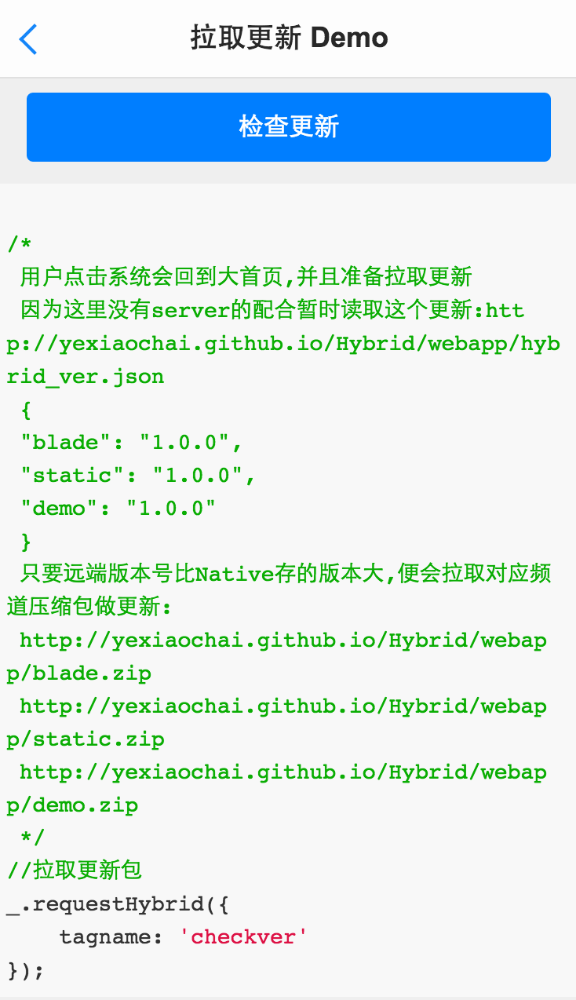 拉取更新 Demo
检查更新
/*
用户点击系统会回到大首页,并且准备拉取更新
因为这里没有server的配合暂时读取这个更新:htt
p://yexiaochai.github.io/Hybrid/webapp/hyb
rid_ver.json
{
"blade": "1.0.0",
"static": "1.0.0",
"demo": "1.0.0"
}
只要远端版本号比Native存的版本大,便会拉取对应频
道压缩包做更新:
http://yexiaochai.github.io/Hybrid/webap
p/blade.zip
http://yexiaochai.github.io/Hybrid/webap
p/static.zip
http://yexiaochai.github.io/Hybrid/webap
p/demo.zip
*/
//拉取更新包
_.requestHybrid({
    tagname: 'checkver'
});